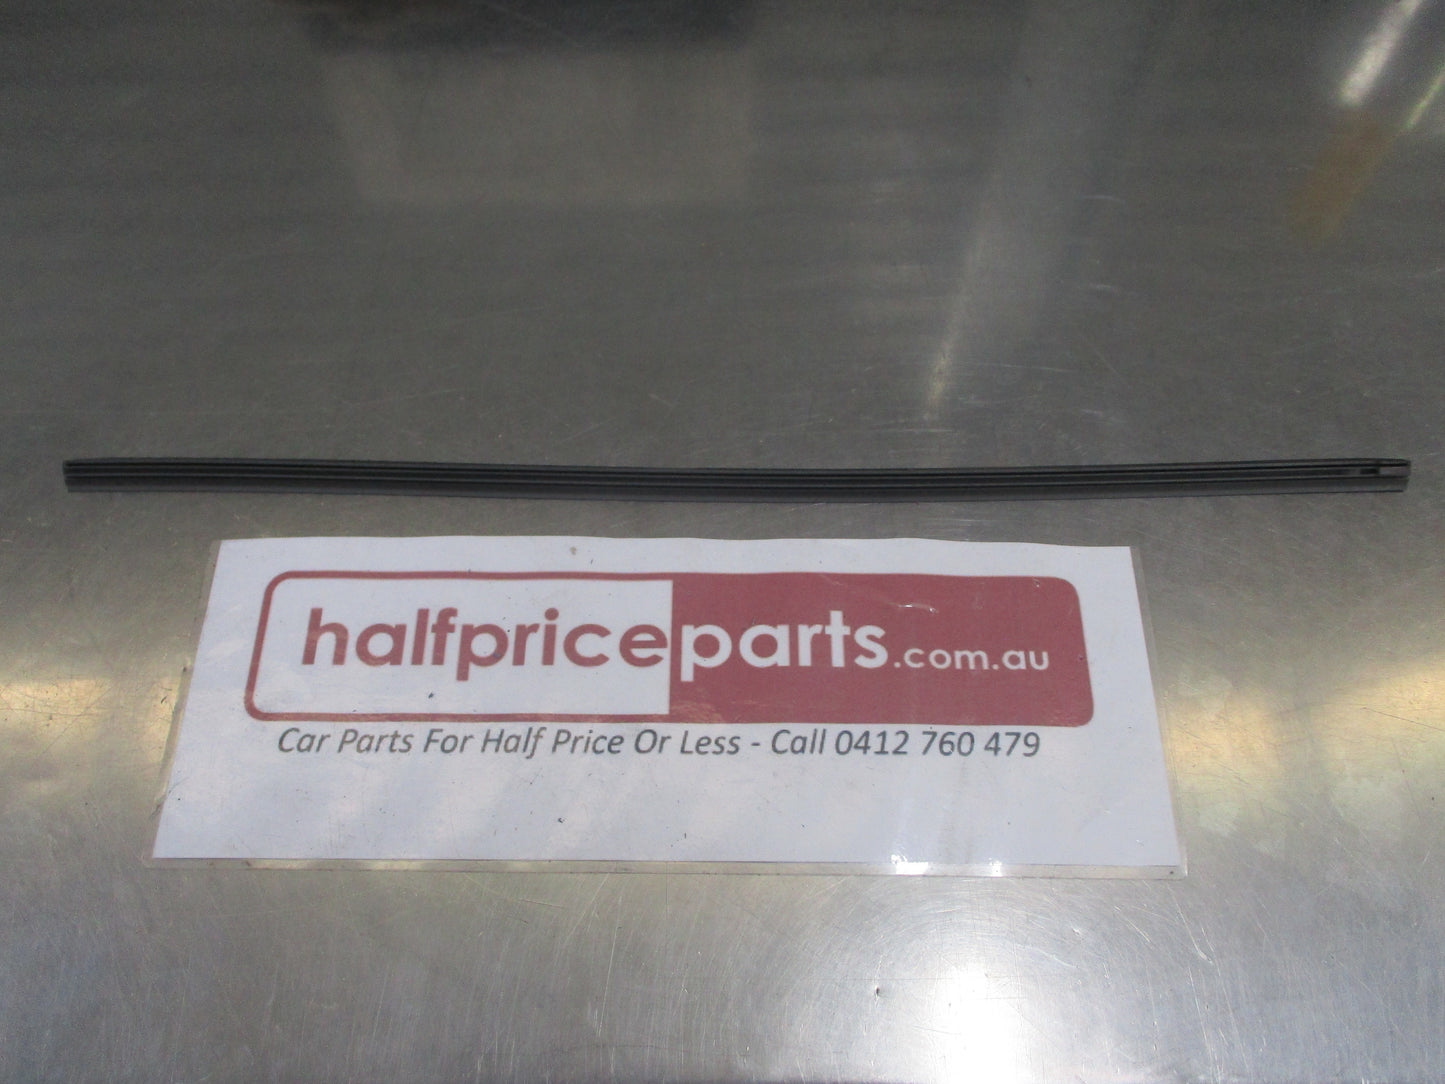 halfpriceparts.com.au
Car Parts For Half Price Or Less - Call 0412 760 479